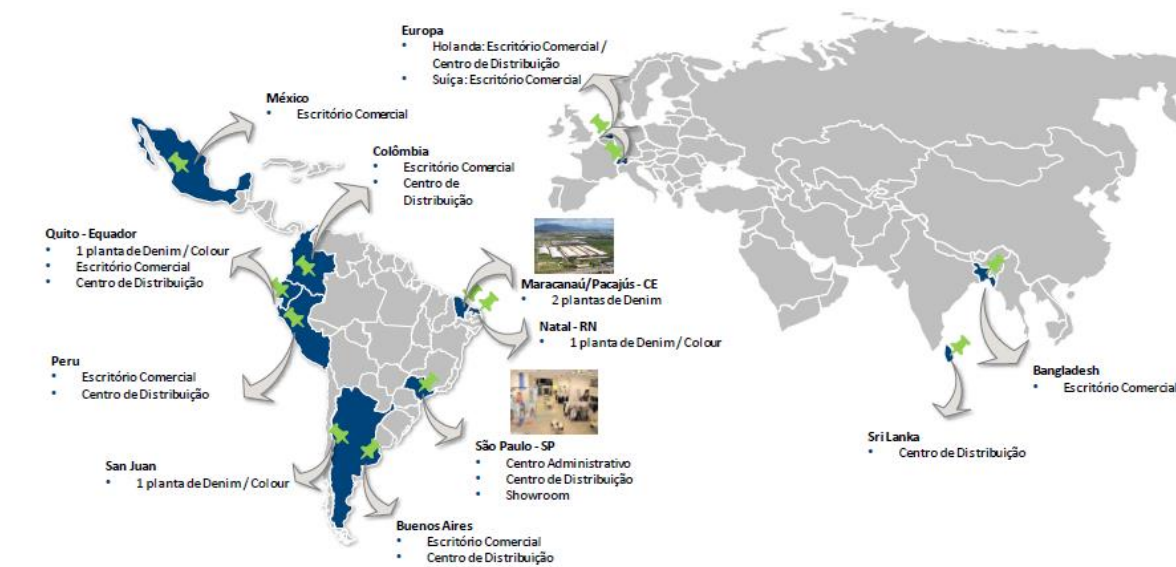 Europa
• Holanda: Escritório Comercial /
Centro de Distribuição
• Suíça: Escritório Comercial
México
• Escritório Comercial
Colômbia
• Escritório Comercial
• Centro de
Distribuição
Quito - Equador
• 1 planta de Denim / Colour
• Escritório Comercial
• Centro de Distribuição
Maracanaú/Pacajús - CE
• 2 plantas de Denim
Natal - RN
• 1 planta de Denim / Colour
Peru
• Escritório Comercial
• Centro de Distribuição
Bangladesh
• Escritório Comercial
Sri Lanka
• Centro de Distribuição
São Paulo - SP
• Centro Administrativo
• Centro de Distribuição
• Showroom
San Juan
• 1 planta de Denim / Colour
Buenos Aires
• Escritório Comercial
• Centro de Distribuição